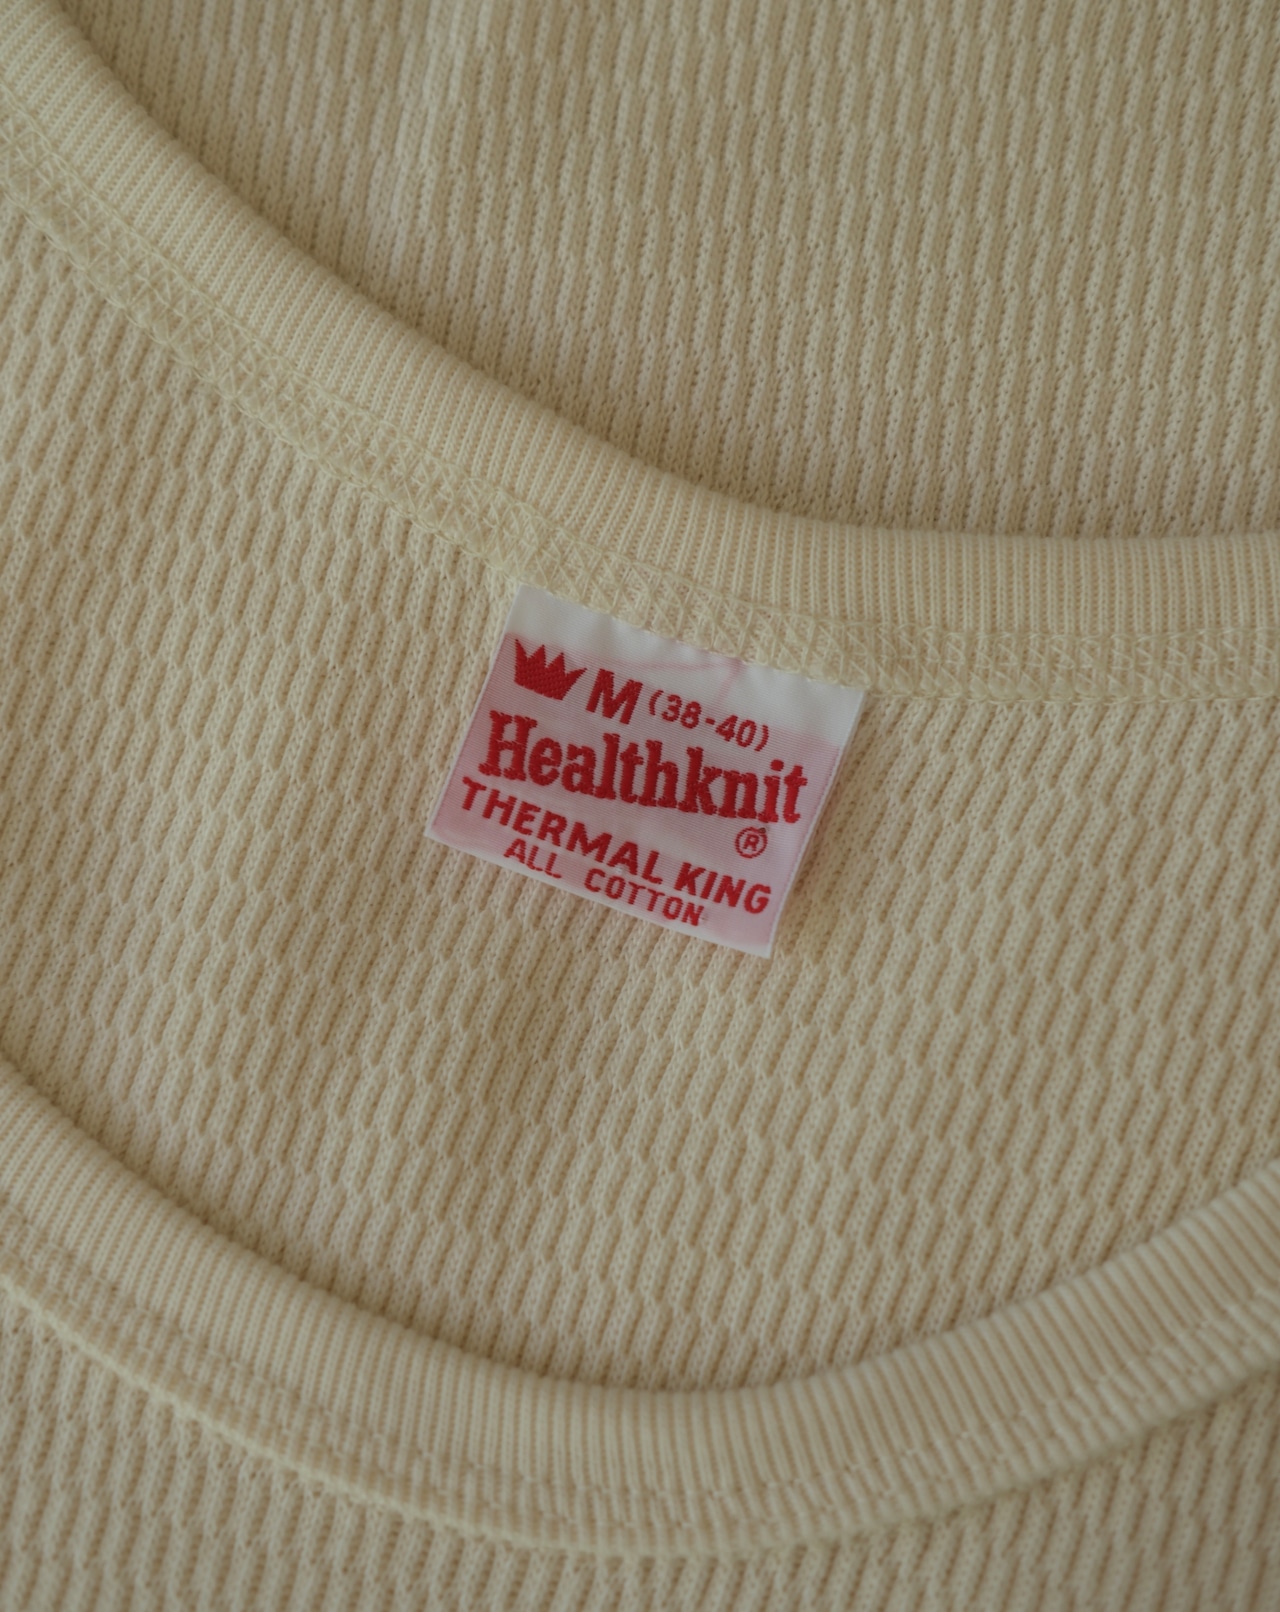 M (38-40)
Healthknit
®
THERMAL KING
ALL COTTON